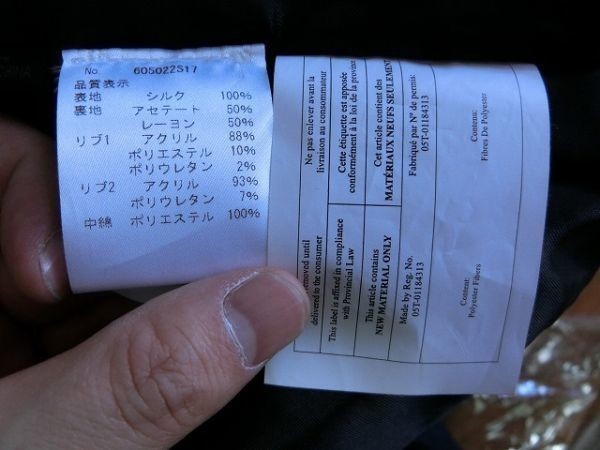 No 605022S17
品質表示
表地 シルク 100%
裏地 アセテート 50%
レーヨン 50%
リブ1 アクリル 88%
ポリエステル 10%
ポリウレタン 2%
リブ2 アクリル 93%
ポリウレタン 7%
中綿 ポリエステル 100%
Ne pas enlever avant la
livraison au consommateur
Cette étiquette est apposée
conformément à la loi de la province
Cet article contient des
MATÉRIAUX NEUFS SEULEMENT
Fabriqué par N° de permis:
05T-01184313
Contenu:
Fibres De Polyester
removed until
delivered to the consumer
This label is affixed in compliance
with Provincial Law
This article contains
NEW MATERIAL ONLY
Made by Reg. No.
05T-01184313
Content:
Polyester Fibers